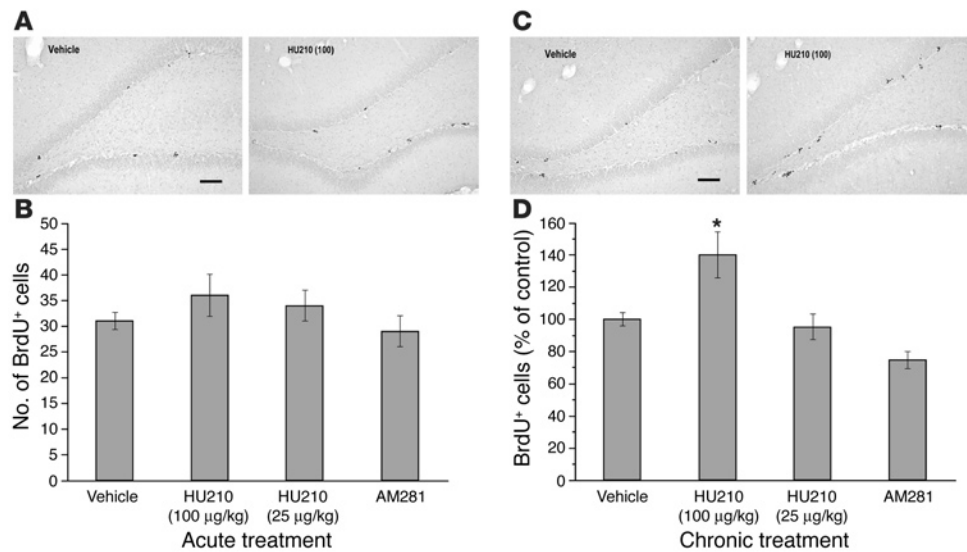 A
Vehicle
HU210 (100)
C
Vehicle
HU210 (100)
B
50
45
40
35
30
25
20
15
10
5
0
No. of BrdU⁺ cells
Vehicle
HU210
(100 µg/kg)
HU210
(25 µg/kg)
AM281
Acute treatment
D
160
140
120
100
80
60
40
20
0
BrdU⁺ cells (% of control)
*
Vehicle
HU210
(100 µg/kg)
HU210
(25 µg/kg)
AM281
Chronic treatment